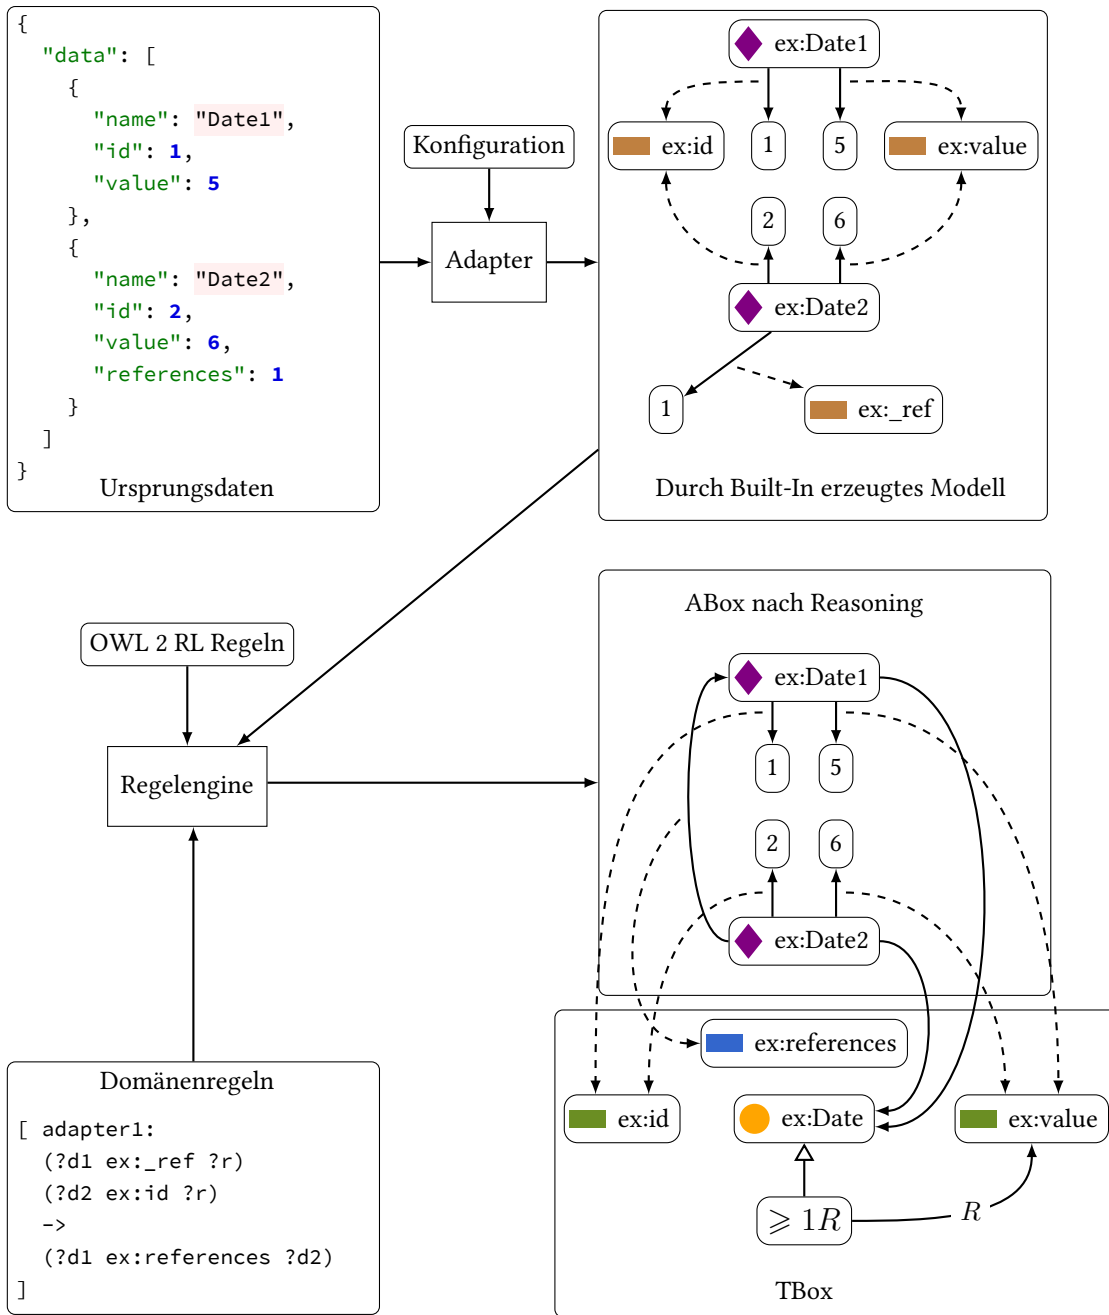 {
  "data": [
    {
      "name": "Date1",
      "id": 1,
      "value": 5
    },
    {
      "name": "Date2",
      "id": 2,
      "value": 6,
      "references": 1
    }
  ]
}
Ursprungsdaten
Konfiguration
Adapter
ex:Date1
ex:id
1
5
ex:value
2
6
ex:Date2
1
ex:_ref
Durch Built-In erzeugtes Modell
OWL 2 RL Regeln
Regelengine
ABox nach Reasoning
ex:Date1
1
5
2
6
ex:Date2
Domänenregeln
[ adapter1:
  (?d1 ex:_ref ?r)
  (?d2 ex:id ?r)
  ->
  (?d1 ex:references ?d2)
]
ex:references
ex:id
ex:Date
ex:value
⩾ 1R
R
TBox